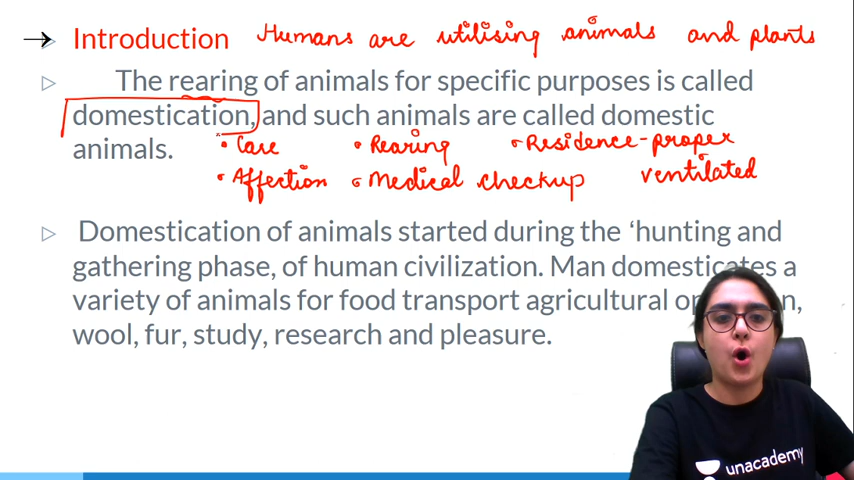 Introduction Humans are utilising animals and plants
The rearing of animals for specific purposes is called
domestication, and such animals are called domestic
animals.
• Care • Rearing • Residence-proper
• Affection • Medical checkup ventilated
Domestication of animals started during the ‘hunting and
gathering phase, of human civilization. Man domesticates a
variety of animals for food transport agricultural
wool, fur, study, research and pleasure.
unacademy